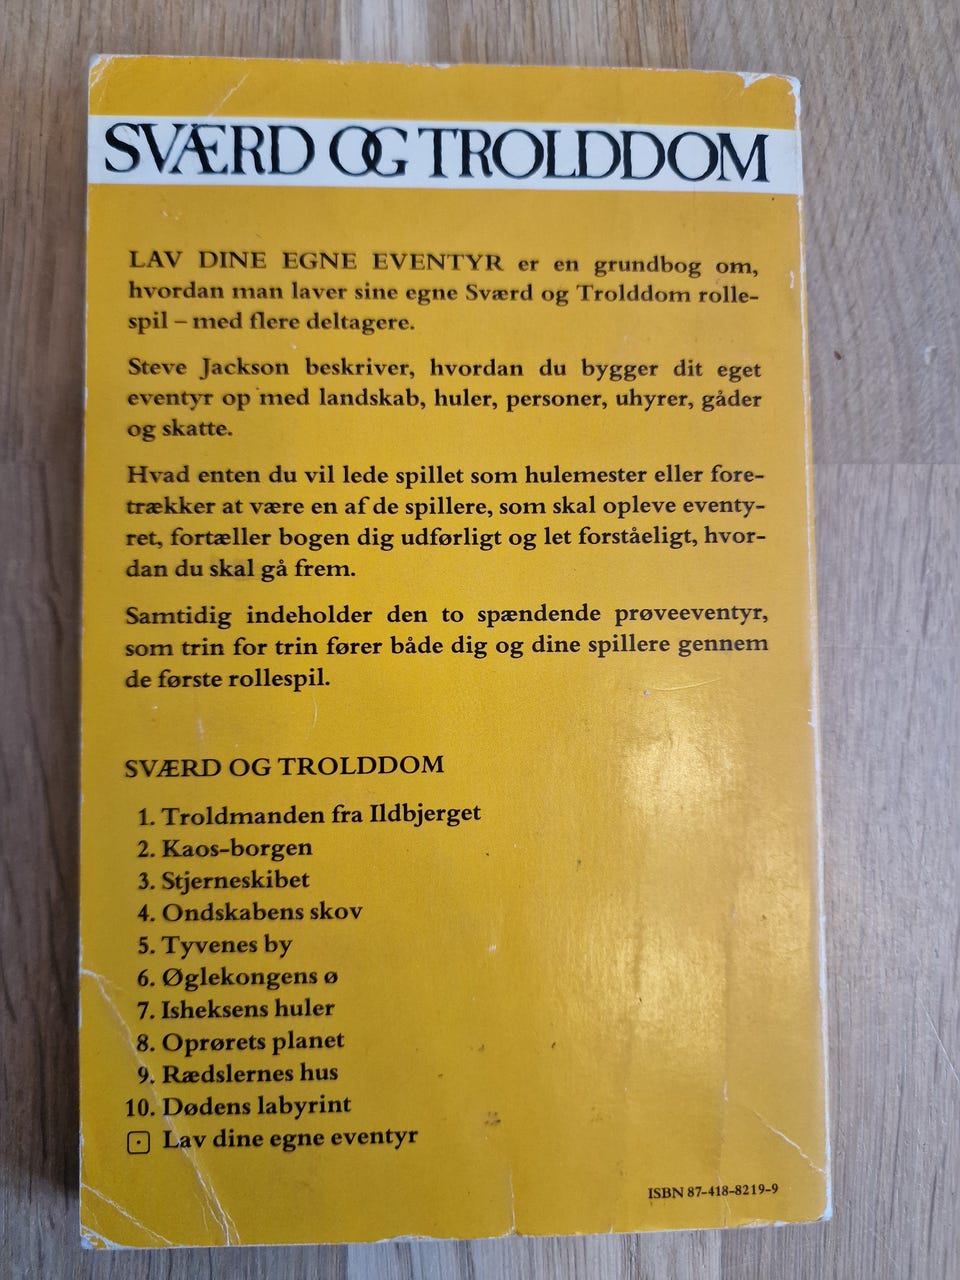 SVÆRD OG TROLDDOM
LAV DINE EGNE EVENTYR er en grundbog om,
hvordan man laver sine egne Sværd og Trolddom rolle-
spil – med flere deltagere.
Steve Jackson beskriver, hvordan du bygger dit eget
eventyr op med landskab, huler, personer, uhyrer, gåder
og skatte.
Hvad enten du vil lede spillet som hulemester eller fore-
trækker at være en af de spillere, som skal opleve eventy-
ret, fortæller bogen dig udførligt og let forståeligt, hvor-
dan du skal gå frem.
Samtidig indeholder den to spændende prøveeventyr,
som trin for trin fører både dig og dine spillere gennem
de første rollespil.
SVÆRD OG TROLDDOM
1. Troldmanden fra Ildbjerget
2. Kaos-borgen
3. Stjerneskibet
4. Ondskabens skov
5. Tyvenes by
6. Øglekongens ø
7. Isheksens huler
8. Oprørets planet
9. Rædslernes hus
10. Dødens labyrint
⚀ Lav dine egne eventyr
ISBN 87-418-8219-9